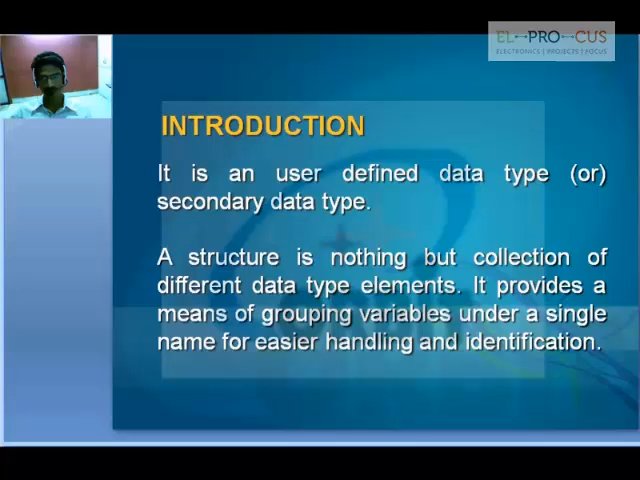 EL PRO CUS
ELECTRONICS | PROJECTS | FOCUS
INTRODUCTION
It is an user defined data type (or)
secondary data type.
A structure is nothing but collection of
different data type elements. It provides a
means of grouping variables under a single
name for easier handling and identification.